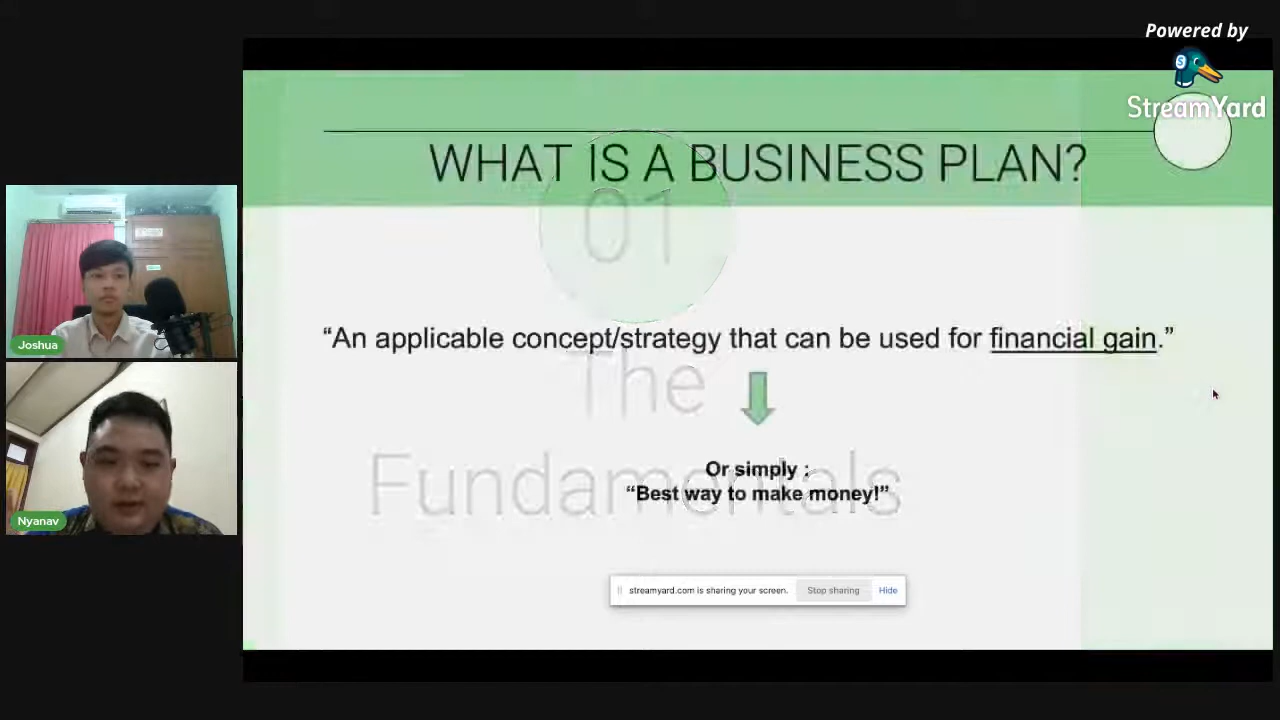 Powered by
StreamYard
WHAT IS A BUSINESS PLAN?
01
“An applicable concept/strategy that can be used for financial gain.”
The
Fundamentals
Or simply :
“Best way to make money!”
Joshua
Nyanav
streamyard.com is sharing your screen. Stop sharing Hide